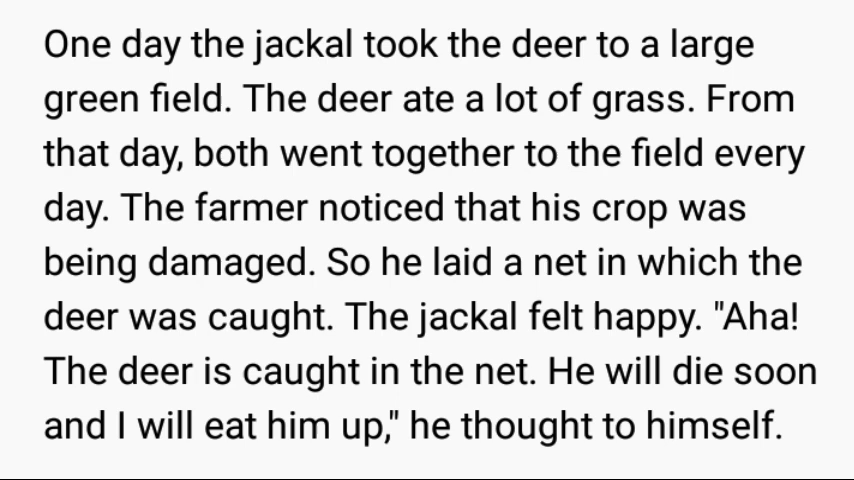 One day the jackal took the deer to a large
green field. The deer ate a lot of grass. From
that day, both went together to the field every
day. The farmer noticed that his crop was
being damaged. So he laid a net in which the
deer was caught. The jackal felt happy. "Aha!
The deer is caught in the net. He will die soon
and I will eat him up," he thought to himself.